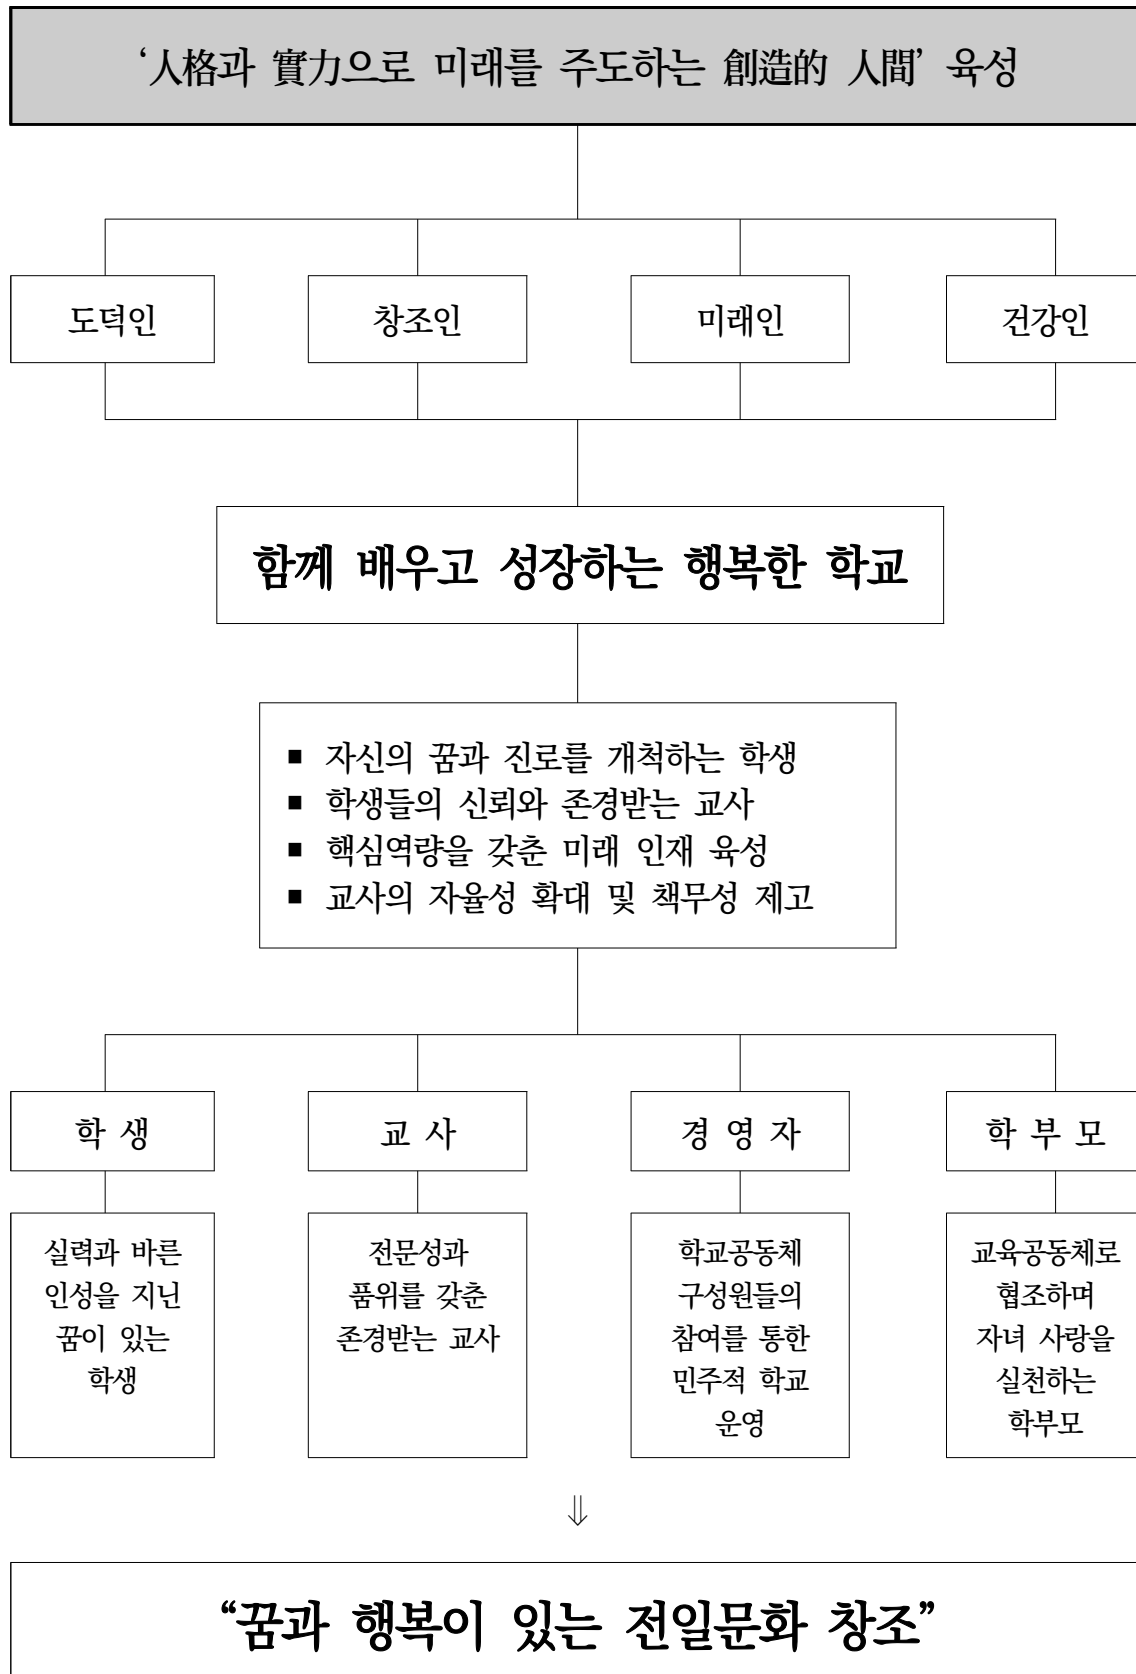 ‘人格과 實力으로 미래를 주도하는 創造的 人間’ 육성
도덕인
창조인
미래인
건강인
함께 배우고 성장하는 행복한 학교
■ 자신의 꿈과 진로를 개척하는 학생
■ 학생들의 신뢰와 존경받는 교사
■ 핵심역량을 갖춘 미래 인재 육성
■ 교사의 자율성 확대 및 책무성 제고
학 생
교 사
경 영 자
학 부 모
실력과 바른
인성을 지닌
꿈이 있는
학생
전문성과
품위를 갖춘
존경받는 교사
학교공동체
구성원들의
참여를 통한
민주적 학교
운영
교육공동체로
협조하며
자녀 사랑을
실천하는
학부모
⇓
“꿈과 행복이 있는 전일문화 창조”